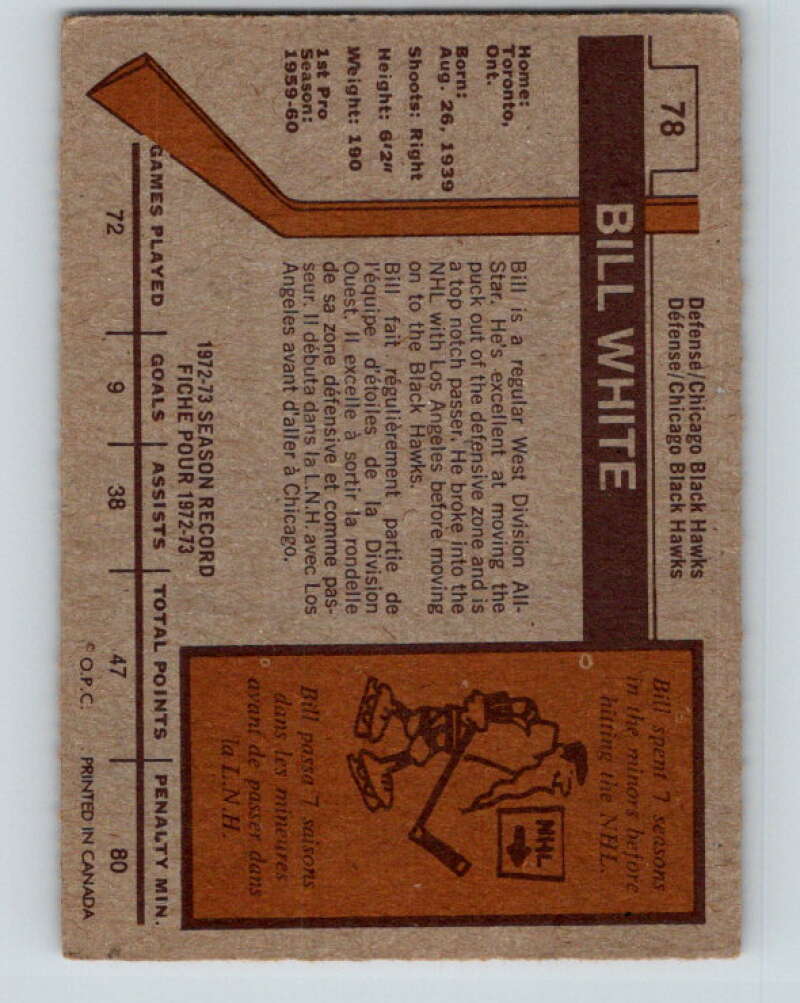 78
Defense/Chicago Black Hawks
Défense/Chicago Black Hawks
BILL WHITE
Home:
Toronto,
Ont.
Born:
Aug. 26, 1939
Shoots: Right
Height: 6'2"
Weight: 190
1st Pro
Season:
1959-60
Bill is a regular West Division All-
Star. He's excellent at moving the
puck out of the defensive zone and is
a top notch passer. He broke into the
NHL with Los Angeles before moving
on to the Black Hawks.
Bill fait régulièrement partie de
l'équipe d'étoiles de la Division
Ouest. Il excelle à sortir la rondelle
de sa zone défensive et comme pas-
seur. Il débuta dans la L.N.H. avec Los
Angeles avant d'aller à Chicago.
Bill spent 7 seasons
in the minors before
hitting the NHL.
NHL
Bill passa 7 saisons
dans les mineures
avant de passer dans
la L.N.H.
1972-73 SEASON RECORD
FICHE POUR 1972-73
GAMES PLAYED GOALS ASSISTS TOTAL POINTS PENALTY MIN.
72 9 38 47 80
© O.P.C. PRINTED IN CANADA